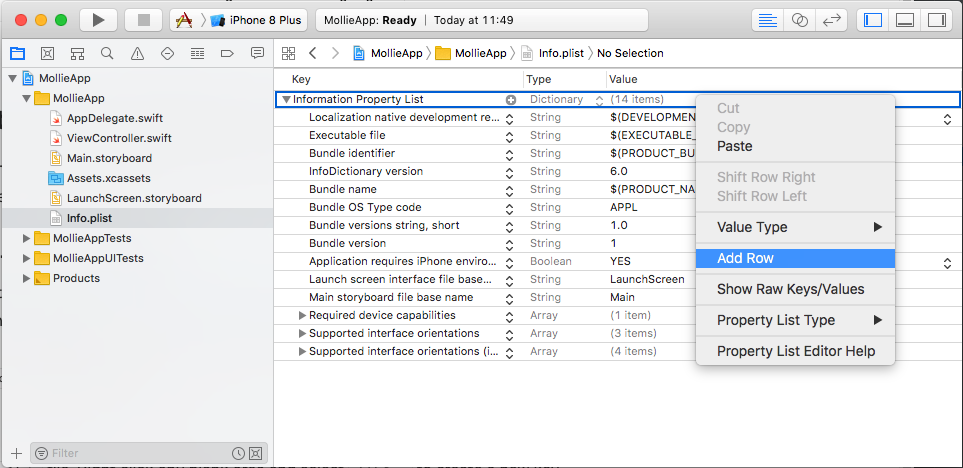 iPhone 8 Plus
MollieApp: Ready | Today at 11:49
MollieApp
MollieApp
Info.plist
No Selection
MollieApp
MollieApp
AppDelegate.swift
ViewController.swift
Main.storyboard
Assets.xcassets
LaunchScreen.storyboard
Info.plist
MollieAppTests
MollieAppUITests
Products
Filter
Key Type Value
Information Property List Dictionary (14 items)
Localization native development re... String $(DEVELOPMEN
Executable file String $(EXECUTABLE_
Bundle identifier String $(PRODUCT_BU
InfoDictionary version String 6.0
Bundle name String $(PRODUCT_NA
Bundle OS Type code String APPL
Bundle versions string, short String 1.0
Bundle version String 1
Application requires iPhone enviro... Boolean YES
Launch screen interface file base... String LaunchScreen
Main storyboard file base name String Main
Required device capabilities Array (1 item)
Supported interface orientations Array (3 items)
Supported interface orientations (i... Array (4 items)
Cut
Copy
Paste
Shift Row Right
Shift Row Left
Value Type
Add Row
Show Raw Keys/Values
Property List Type
Property List Editor Help